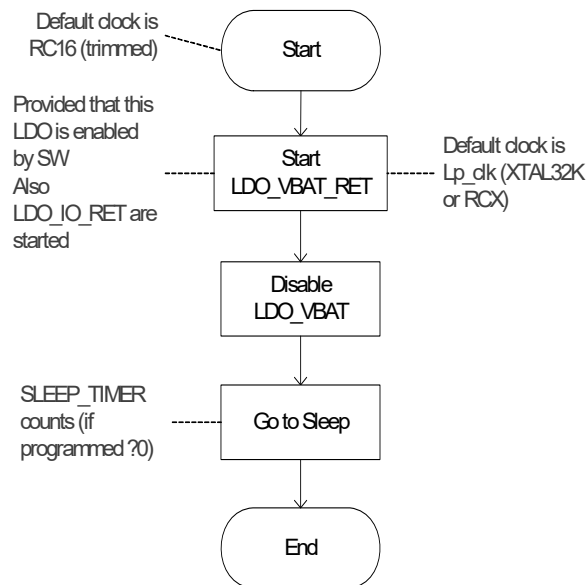 Default clock is
RC16 (trimmed)
Start
Provided that this
LDO is enabled
by SW
Also
LDO_IO_RET are
started
Start
LDO_VBAT_RET
Default clock is
Lp_clk (XTAL32K
or RCX)
Disable
LDO_VBAT
SLEEP_TIMER
counts (if
programmed ?0)
Go to Sleep
End